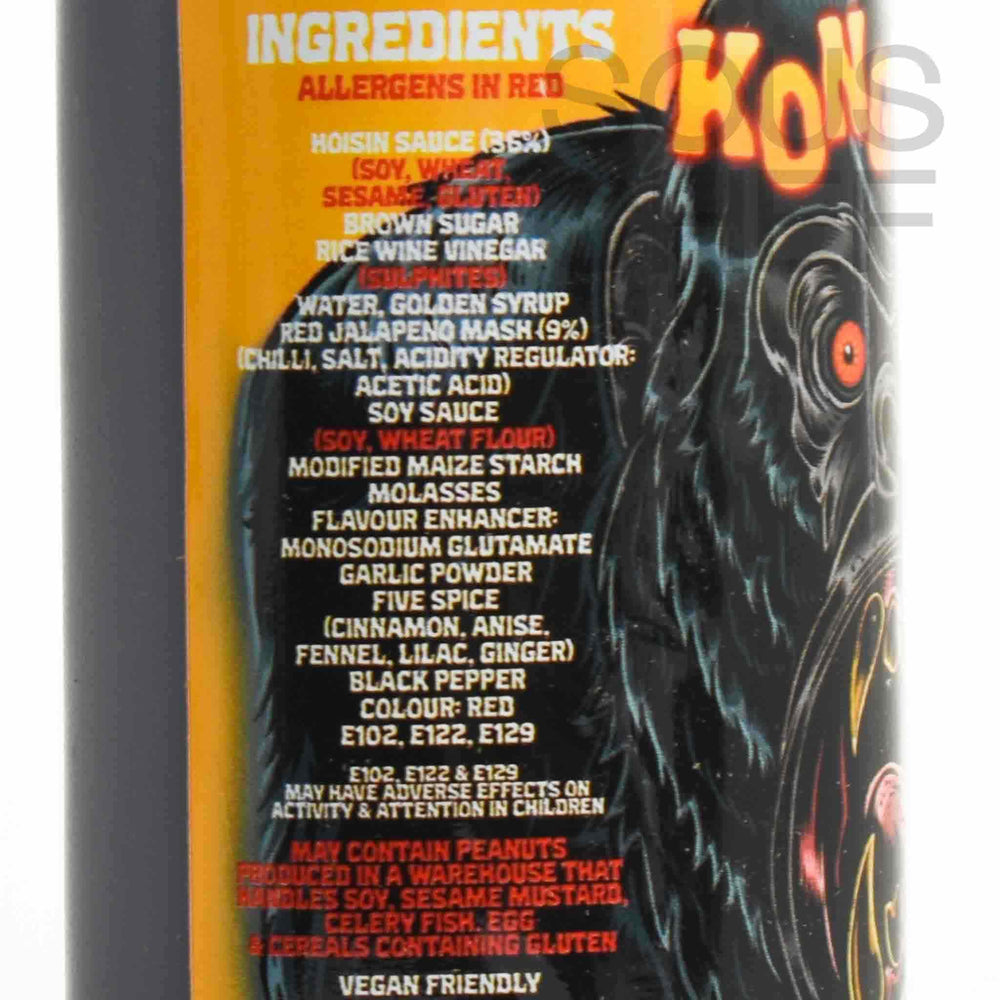 INGREDIENTS
ALLERGENS IN RED
HOISIN SAUCE (36%)
(SOY, WHEAT,
SESAME, GLUTEN)
BROWN SUGAR
RICE WINE VINEGAR
(SULPHITES)
WATER, GOLDEN SYRUP
RED JALAPENO MASH (9%)
(CHILLI, SALT, ACIDITY REGULATOR:
ACETIC ACID)
SOY SAUCE
(SOY, WHEAT FLOUR)
MODIFIED MAIZE STARCH
MOLASSES
FLAVOUR ENHANCER:
MONOSODIUM GLUTAMATE
GARLIC POWDER
FIVE SPICE
(CINNAMON, ANISE,
FENNEL, LILAC, GINGER)
BLACK PEPPER
COLOUR: RED
E102, E122, E129
E102, E122 & E129
MAY HAVE ADVERSE EFFECTS ON
ACTIVITY & ATTENTION IN CHILDREN
MAY CONTAIN PEANUTS
PRODUCED IN A WAREHOUSE THAT
HANDLES SOY, SESAME MUSTARD,
CELERY FISH, EGG
& CEREALS CONTAINING GLUTEN
VEGAN FRIENDLY
KON
SOUS